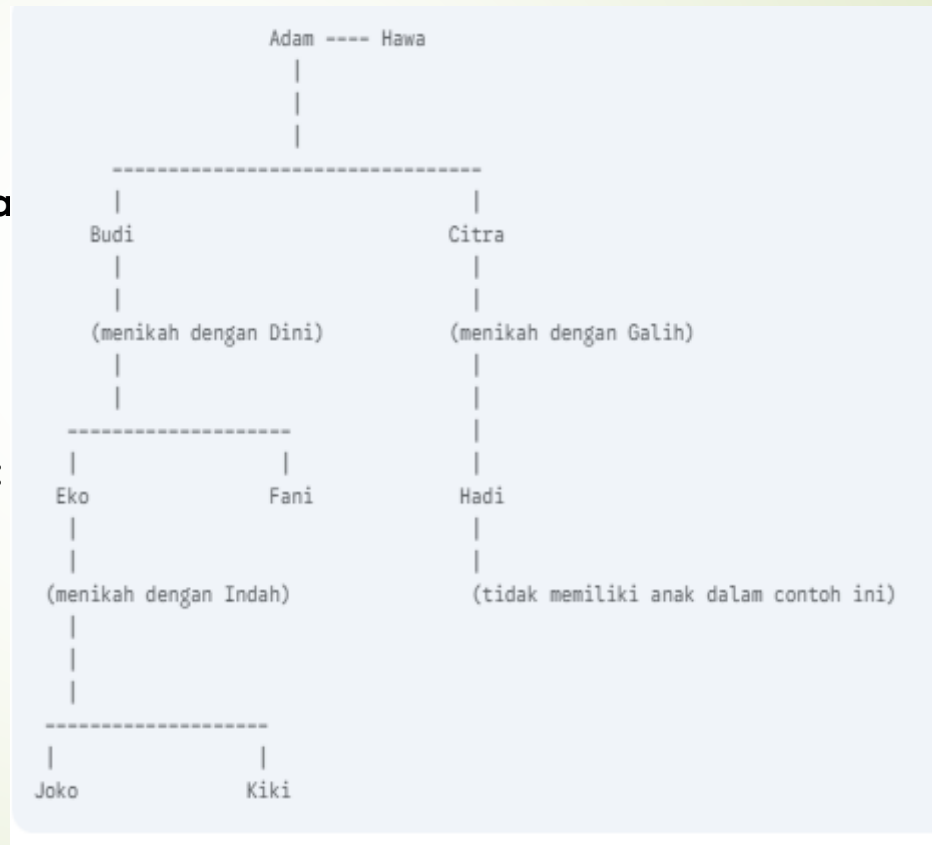 Adam ---- Hawa
|
|
|
---------------------------------
| |
a
Budi Citra
| |
| |
(menikah dengan Dini) (menikah dengan Galih)
| |
| |
-------------------- |
| | |
:
Eko Fani Hadi
| |
| |
(menikah dengan Indah) (tidak memiliki anak dalam contoh ini)
|
|
|
--------------------
| |
Joko Kiki